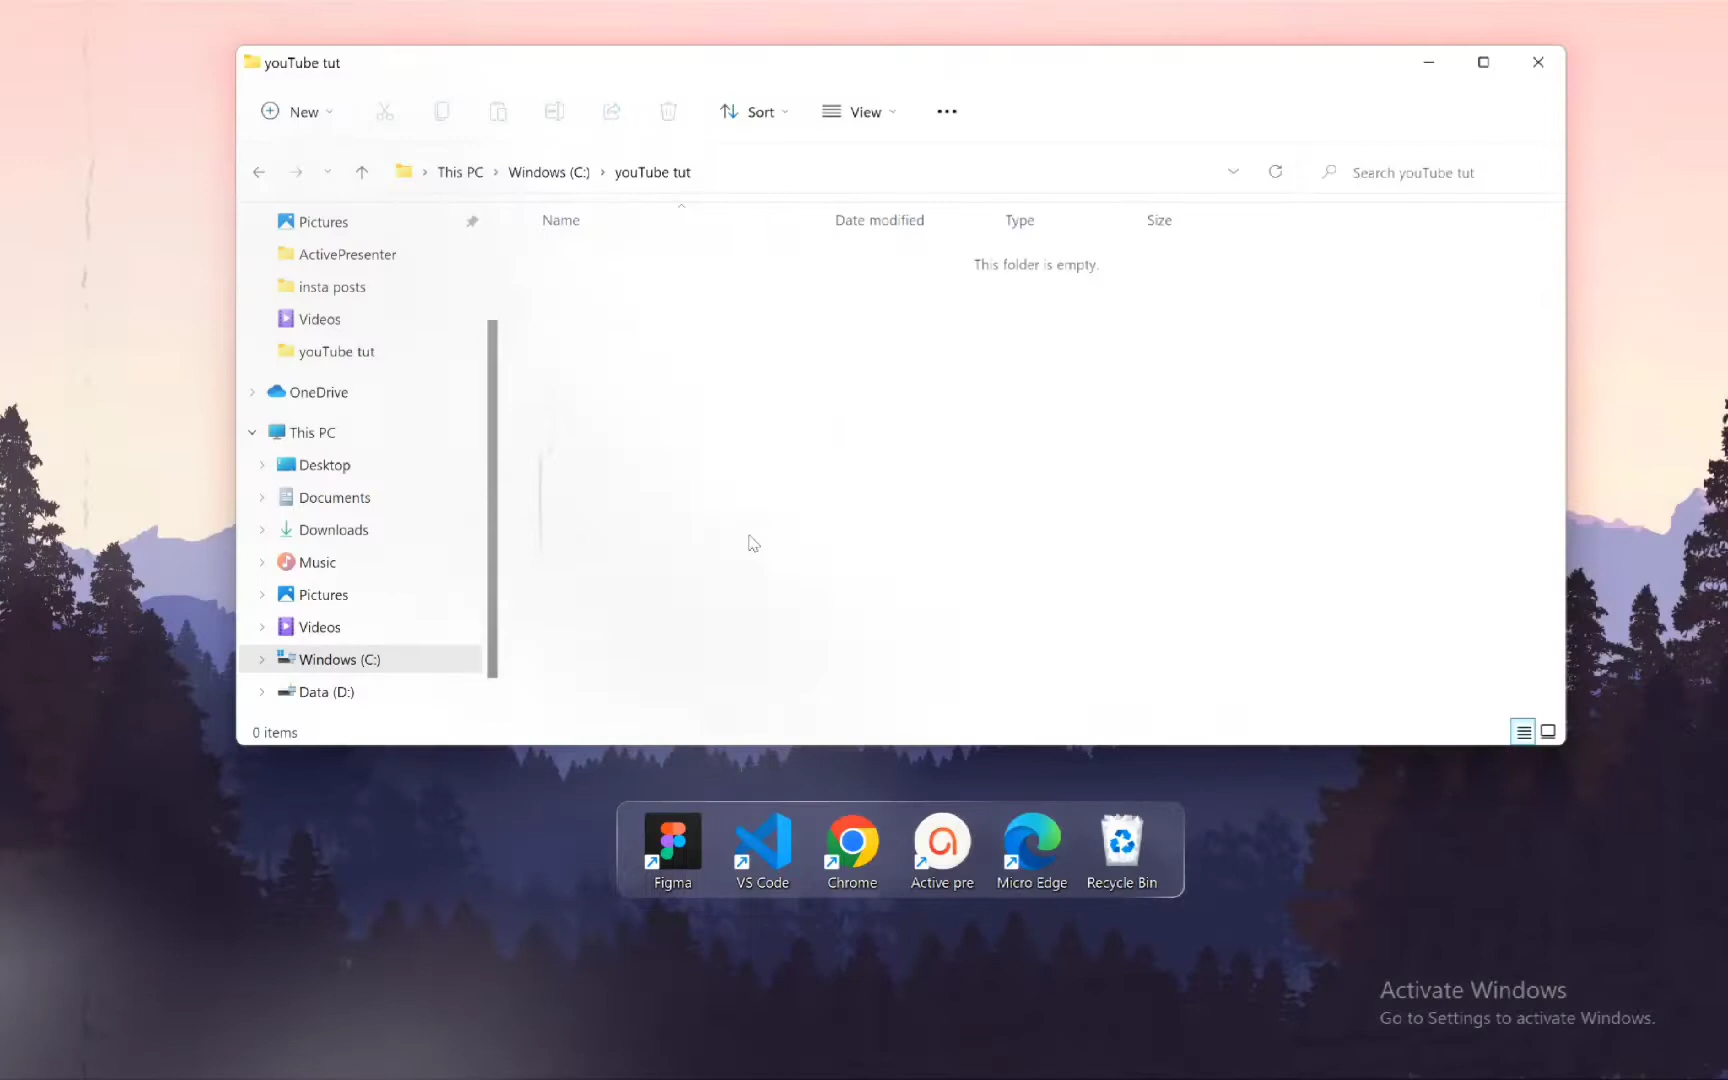 youTube tut
New
Sort
View
This PC
Windows (C:)
youTube tut
Search youTube tut
Name
Date modified
Type
Size
This folder is empty.
Pictures
ActivePresenter
insta posts
Videos
youTube tut
OneDrive
This PC
Desktop
Documents
Downloads
Music
Pictures
Videos
Windows (C:)
Data (D:)
0 items
Figma
VS Code
Chrome
Active pre
Micro Edge
Recycle Bin
Activate Windows
Go to Settings to activate Windows.